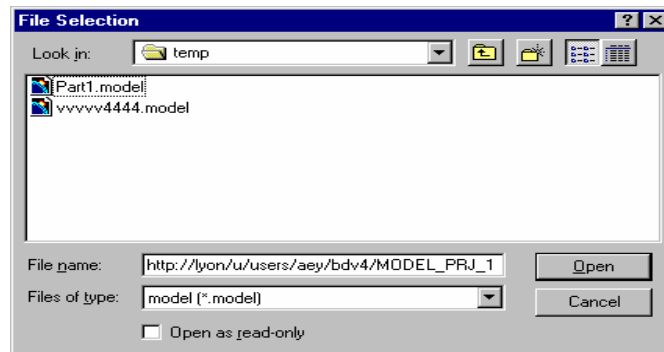 File Selection
Look in: temp
Part1.model
vvvvv4444.model
File name: http://lyon/u/users/aey/bdv4/MODEL_PRJ_1 Open
Files of type: model (*.model) Cancel
Open as read-only